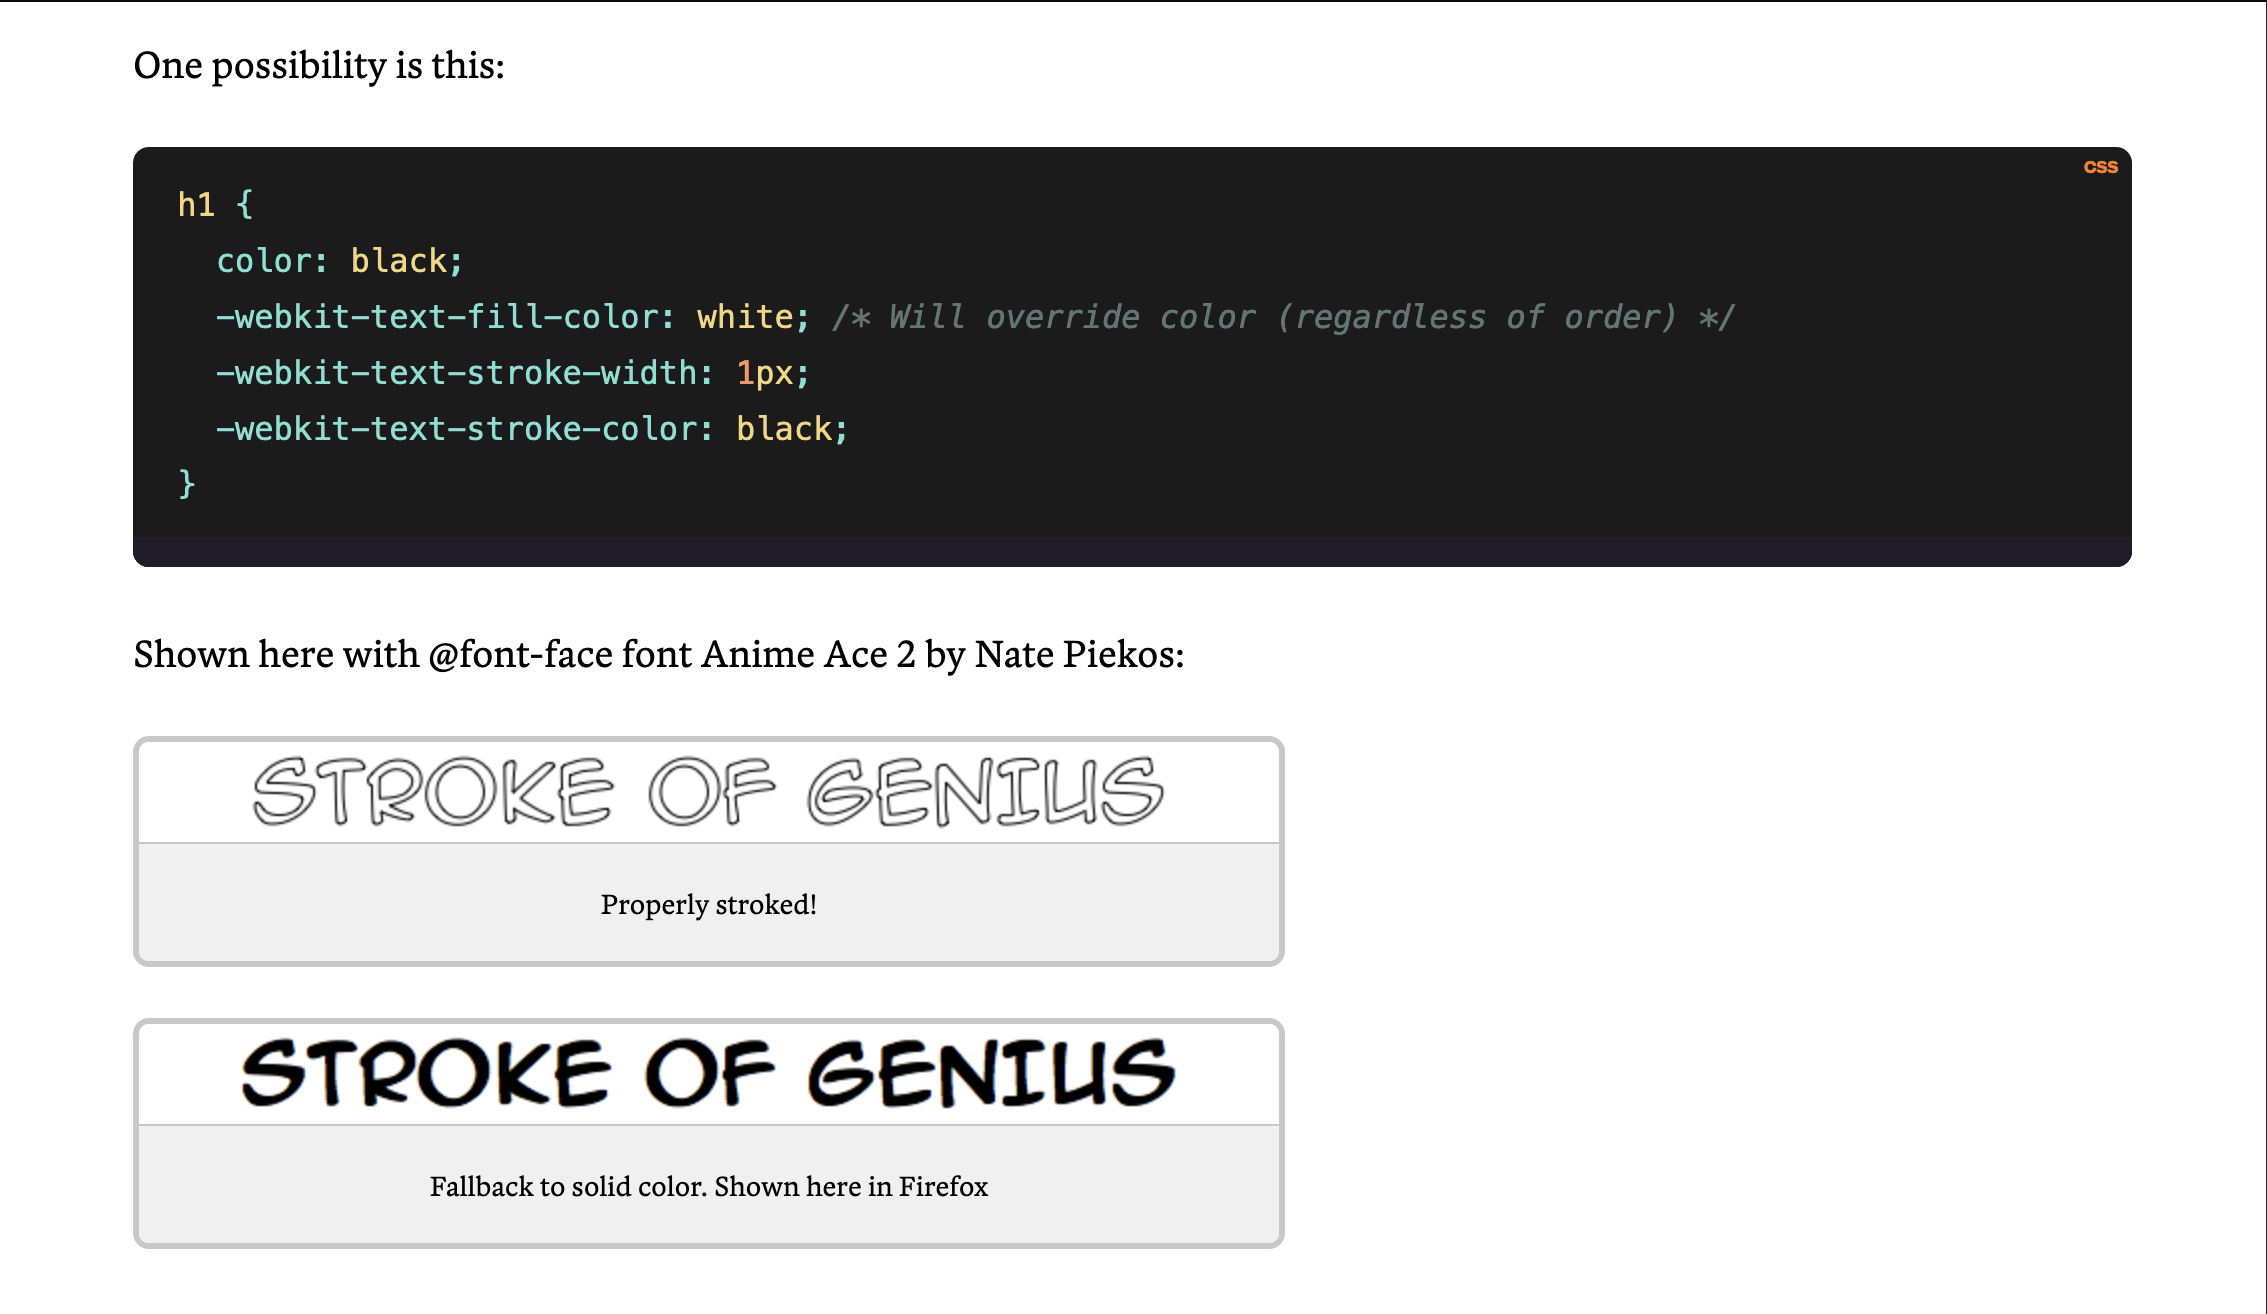 One possibility is this:
CSS
h1 {
color: black;
-webkit-text-fill-color: white; /* Will override color (regardless of order) */
-webkit-text-stroke-width: 1px;
-webkit-text-stroke-color: black;
}
Shown here with @font-face font Anime Ace 2 by Nate Piekos:
STROKE OF GENIUS
Properly stroked!
STROKE OF GENIUS
Fallback to solid color. Shown here in Firefox